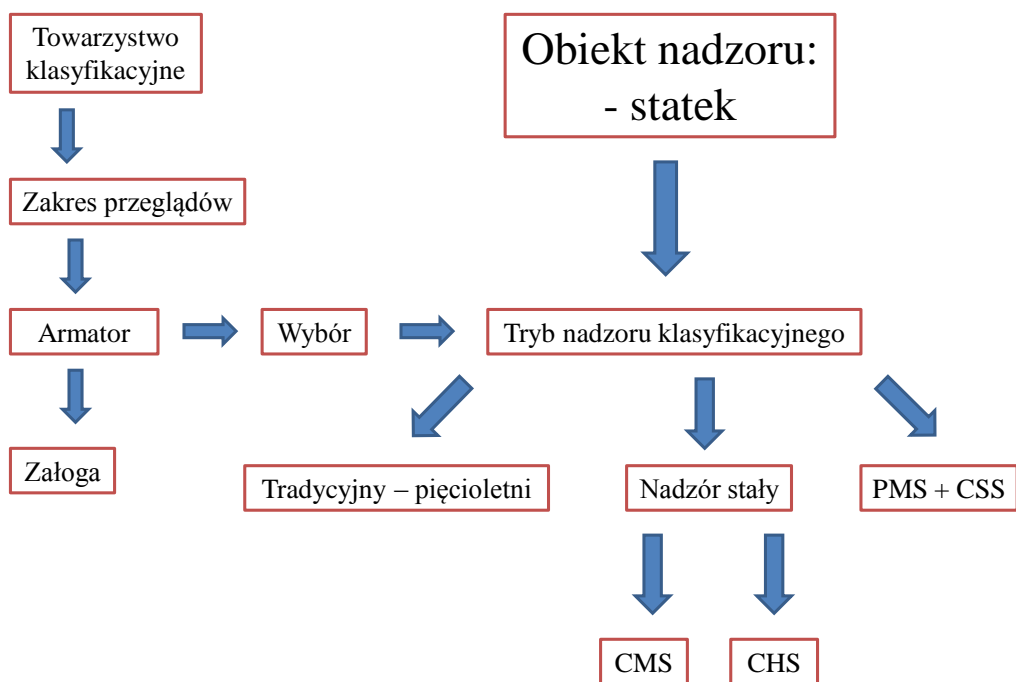 Towarzystwo
klasyfikacyjne
Obiekt nadzoru:
- statek
Zakres przeglądów
Armator
Wybór
Tryb nadzoru klasyfikacyjnego
Załoga
Tradycyjny – pięcioletni
Nadzór stały
PMS + CSS
CMS
CHS